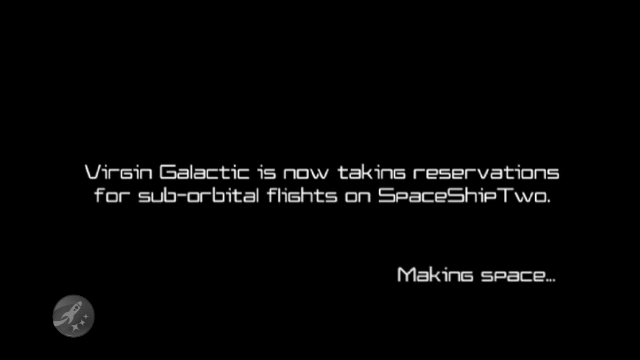 Virgin Galactic is now taking reservations
for sub-orbital flights on SpaceShipTwo.
Making space...